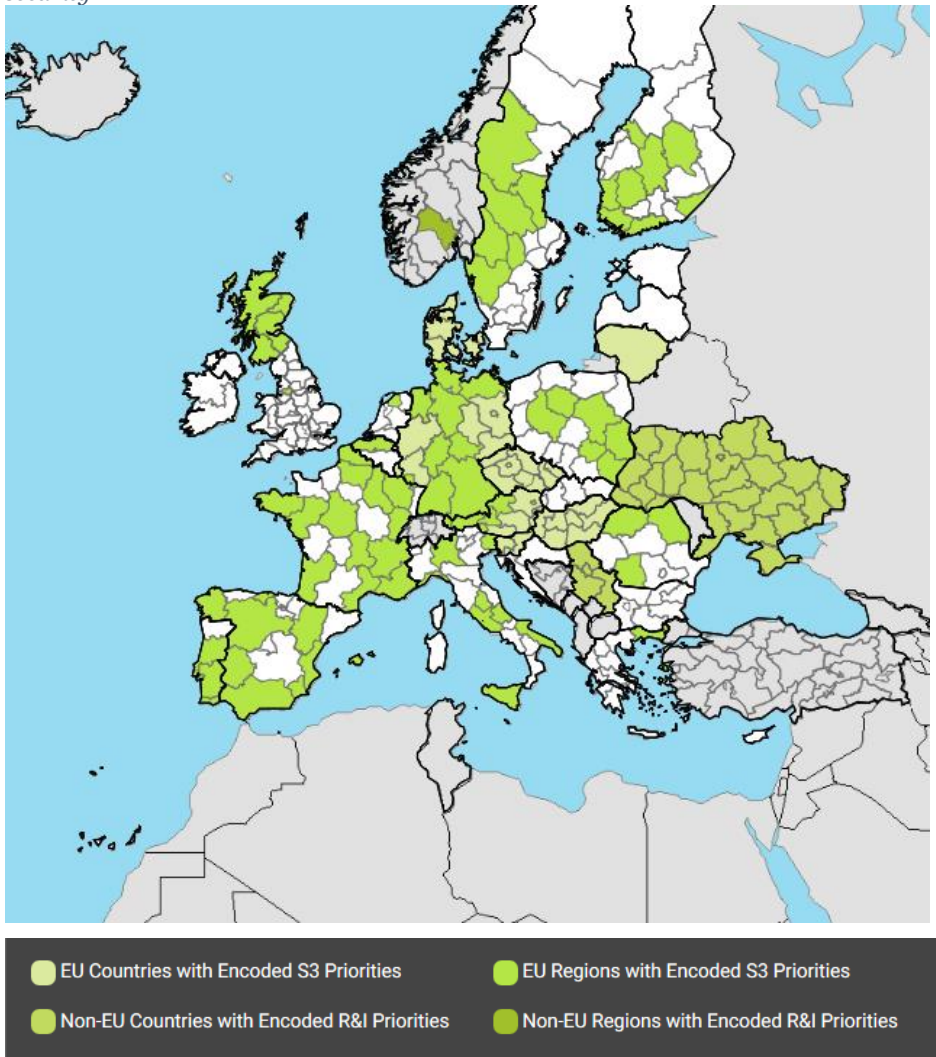 EU Countries with Encoded S3 Priorities
EU Regions with Encoded S3 Priorities
Non-EU Countries with Encoded R&I Priorities
Non-EU Regions with Encoded R&I Priorities